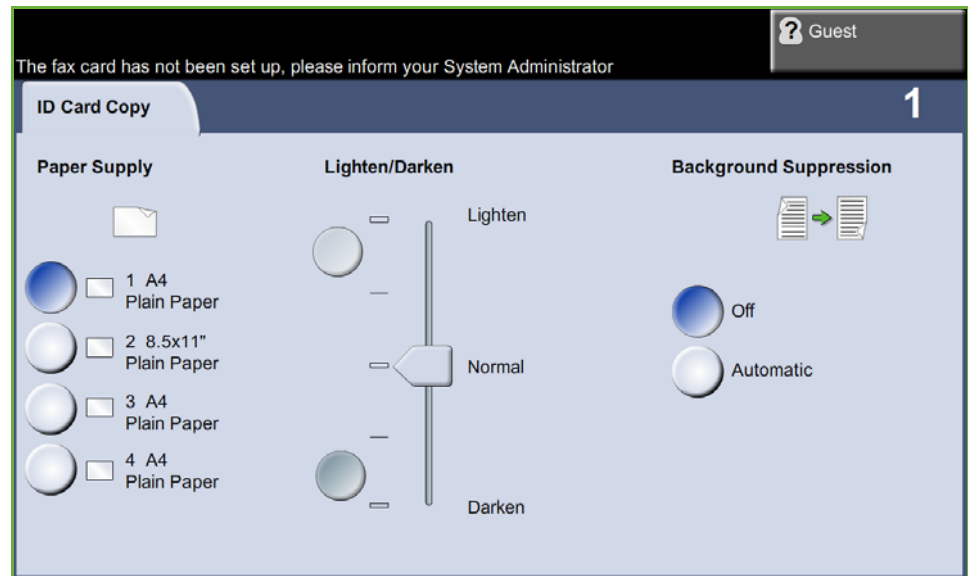 Guest
The fax card has not been set up, please inform your System Administrator
ID Card Copy
1
Paper Supply
1 A4
Plain Paper
2 8.5x11"
Plain Paper
3 A4
Plain Paper
4 A4
Plain Paper
Lighten/Darken
Lighten
Normal
Darken
Background Suppression
Off
Automatic